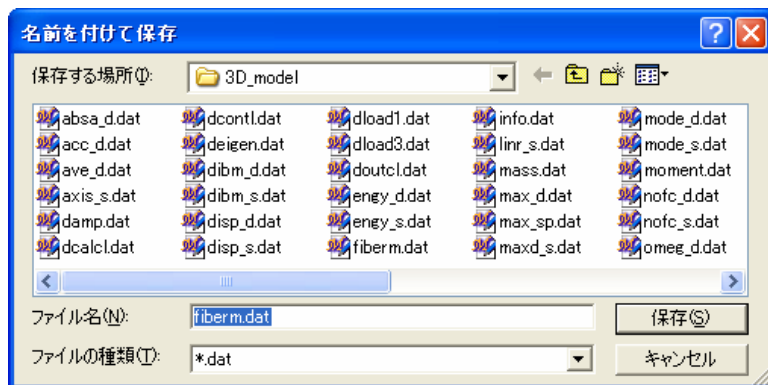 名前を付けて保存
保存する場所(I): 3D_model
absa_d.dat dcontl.dat dload1.dat info.dat mode_d.dat
acc_d.dat deigen.dat dload3.dat linr_s.dat mode_s.dat
ave_d.dat dibm_d.dat doutcl.dat mass.dat moment.dat
axis_s.dat dibm_s.dat engy_d.dat max_d.dat nofc_d.dat
damp.dat disp_d.dat engy_s.dat max_sp.dat nofc_s.dat
dcalcl.dat disp_s.dat fiberm.dat maxd_s.dat omeg_d.dat
ファイル名(N): fiberm.dat 保存(S)
ファイルの種類(T): *.dat キャンセル